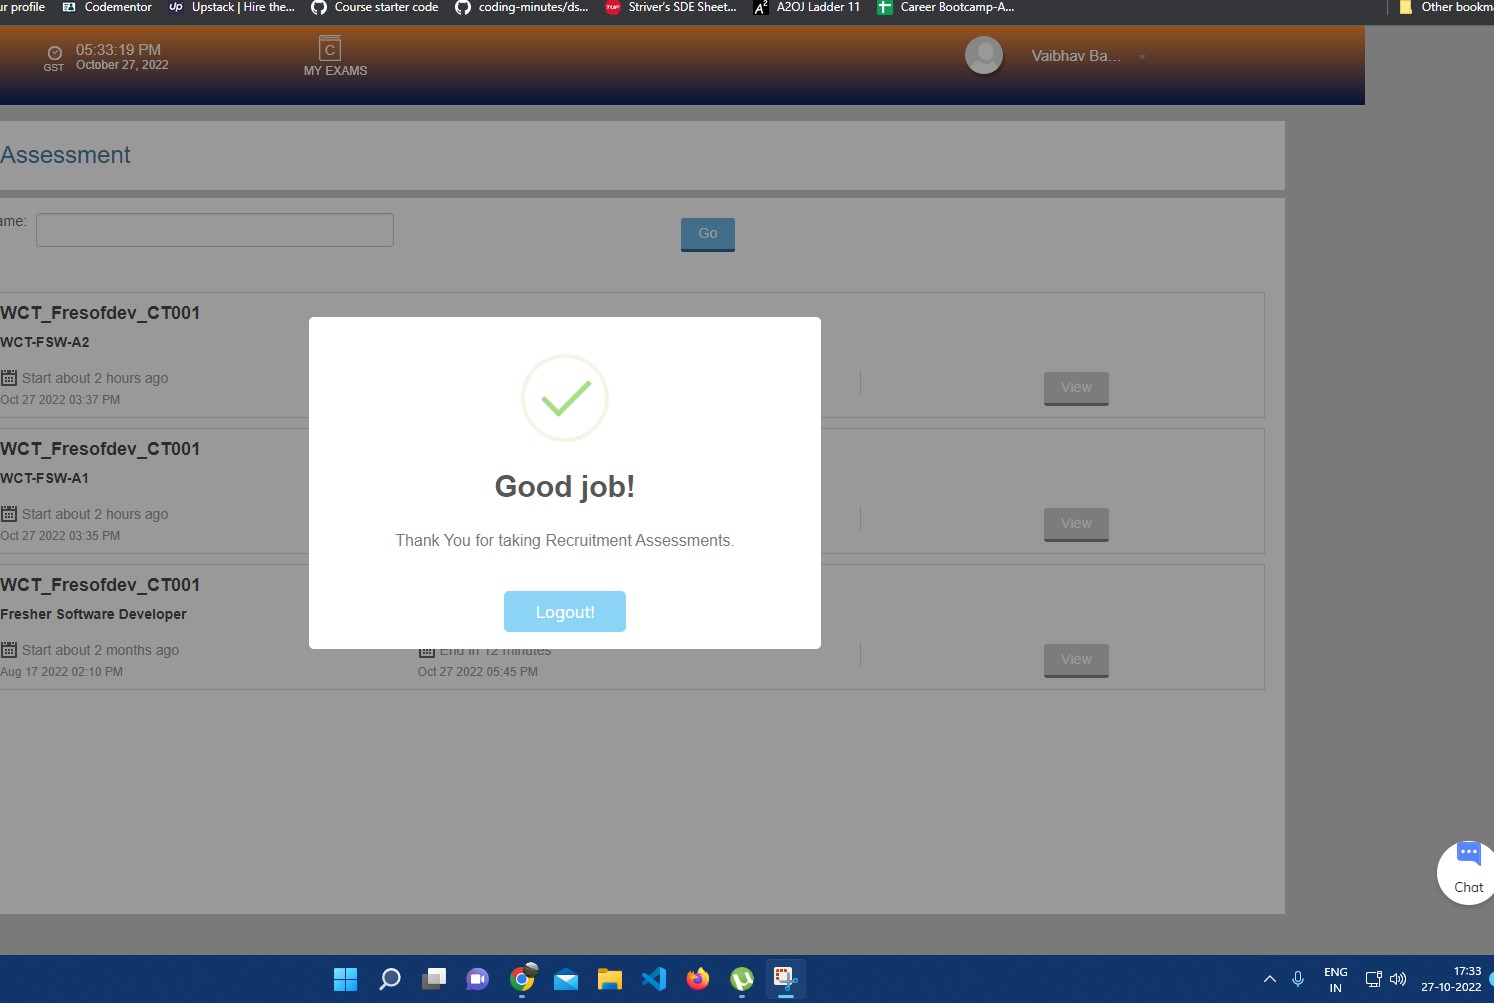 ur profile
Codementor
Up Upstack | Hire the...
Course starter code
coding-minutes/ds...
TUF Striver's SDE Sheet...
A2 A2OJ Ladder 11
Career Bootcamp-A...
Other bookm
GST
05:33:19 PM
October 27, 2022
C
MY EXAMS
Vaibhav Ba...
Assessment
ame:
Go
WCT_Fresofdev_CT001
WCT-FSW-A2
Start about 2 hours ago
Oct 27 2022 03:37 PM
View
WCT_Fresofdev_CT001
WCT-FSW-A1
Start about 2 hours ago
Oct 27 2022 03:35 PM
View
Good job!
Thank You for taking Recruitment Assessments.
Logout!
WCT_Fresofdev_CT001
Fresher Software Developer
Start about 2 months ago
Aug 17 2022 02:10 PM
End in 12 minutes
Oct 27 2022 05:45 PM
View
Chat
ENG
IN
17:33
27-10-2022